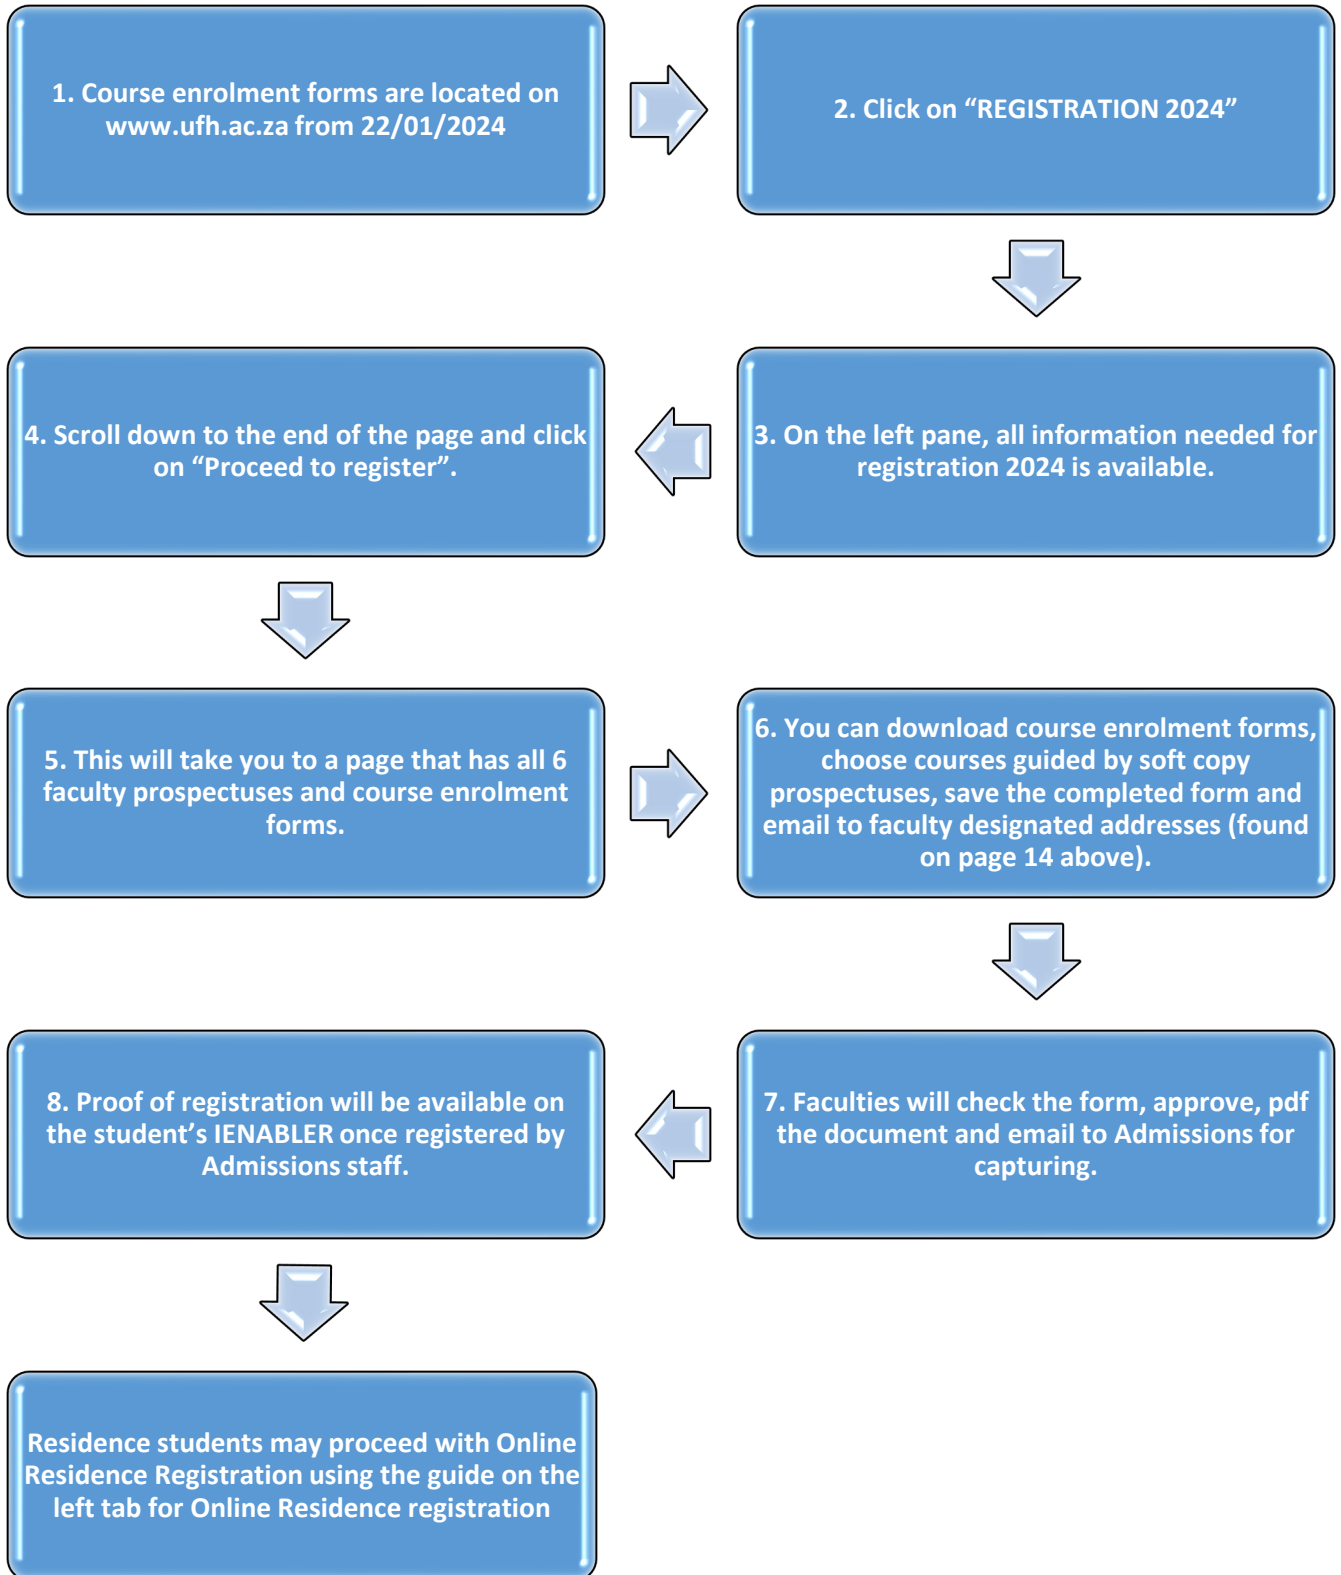 1. Course enrolment forms are located on
www.ufh.ac.za from 22/01/2024
2. Click on “REGISTRATION 2024”
3. On the left pane, all information needed for
registration 2024 is available.
4. Scroll down to the end of the page and click
on “Proceed to register”.
5. This will take you to a page that has all 6
faculty prospectuses and course enrolment
forms.
6. You can download course enrolment forms,
choose courses guided by soft copy
prospectuses, save the completed form and
email to faculty designated addresses (found
on page 14 above).
7. Faculties will check the form, approve, pdf
the document and email to Admissions for
capturing.
8. Proof of registration will be available on
the student’s IENABLER once registered by
Admissions staff.
Residence students may proceed with Online
Residence Registration using the guide on the
left tab for Online Residence registration